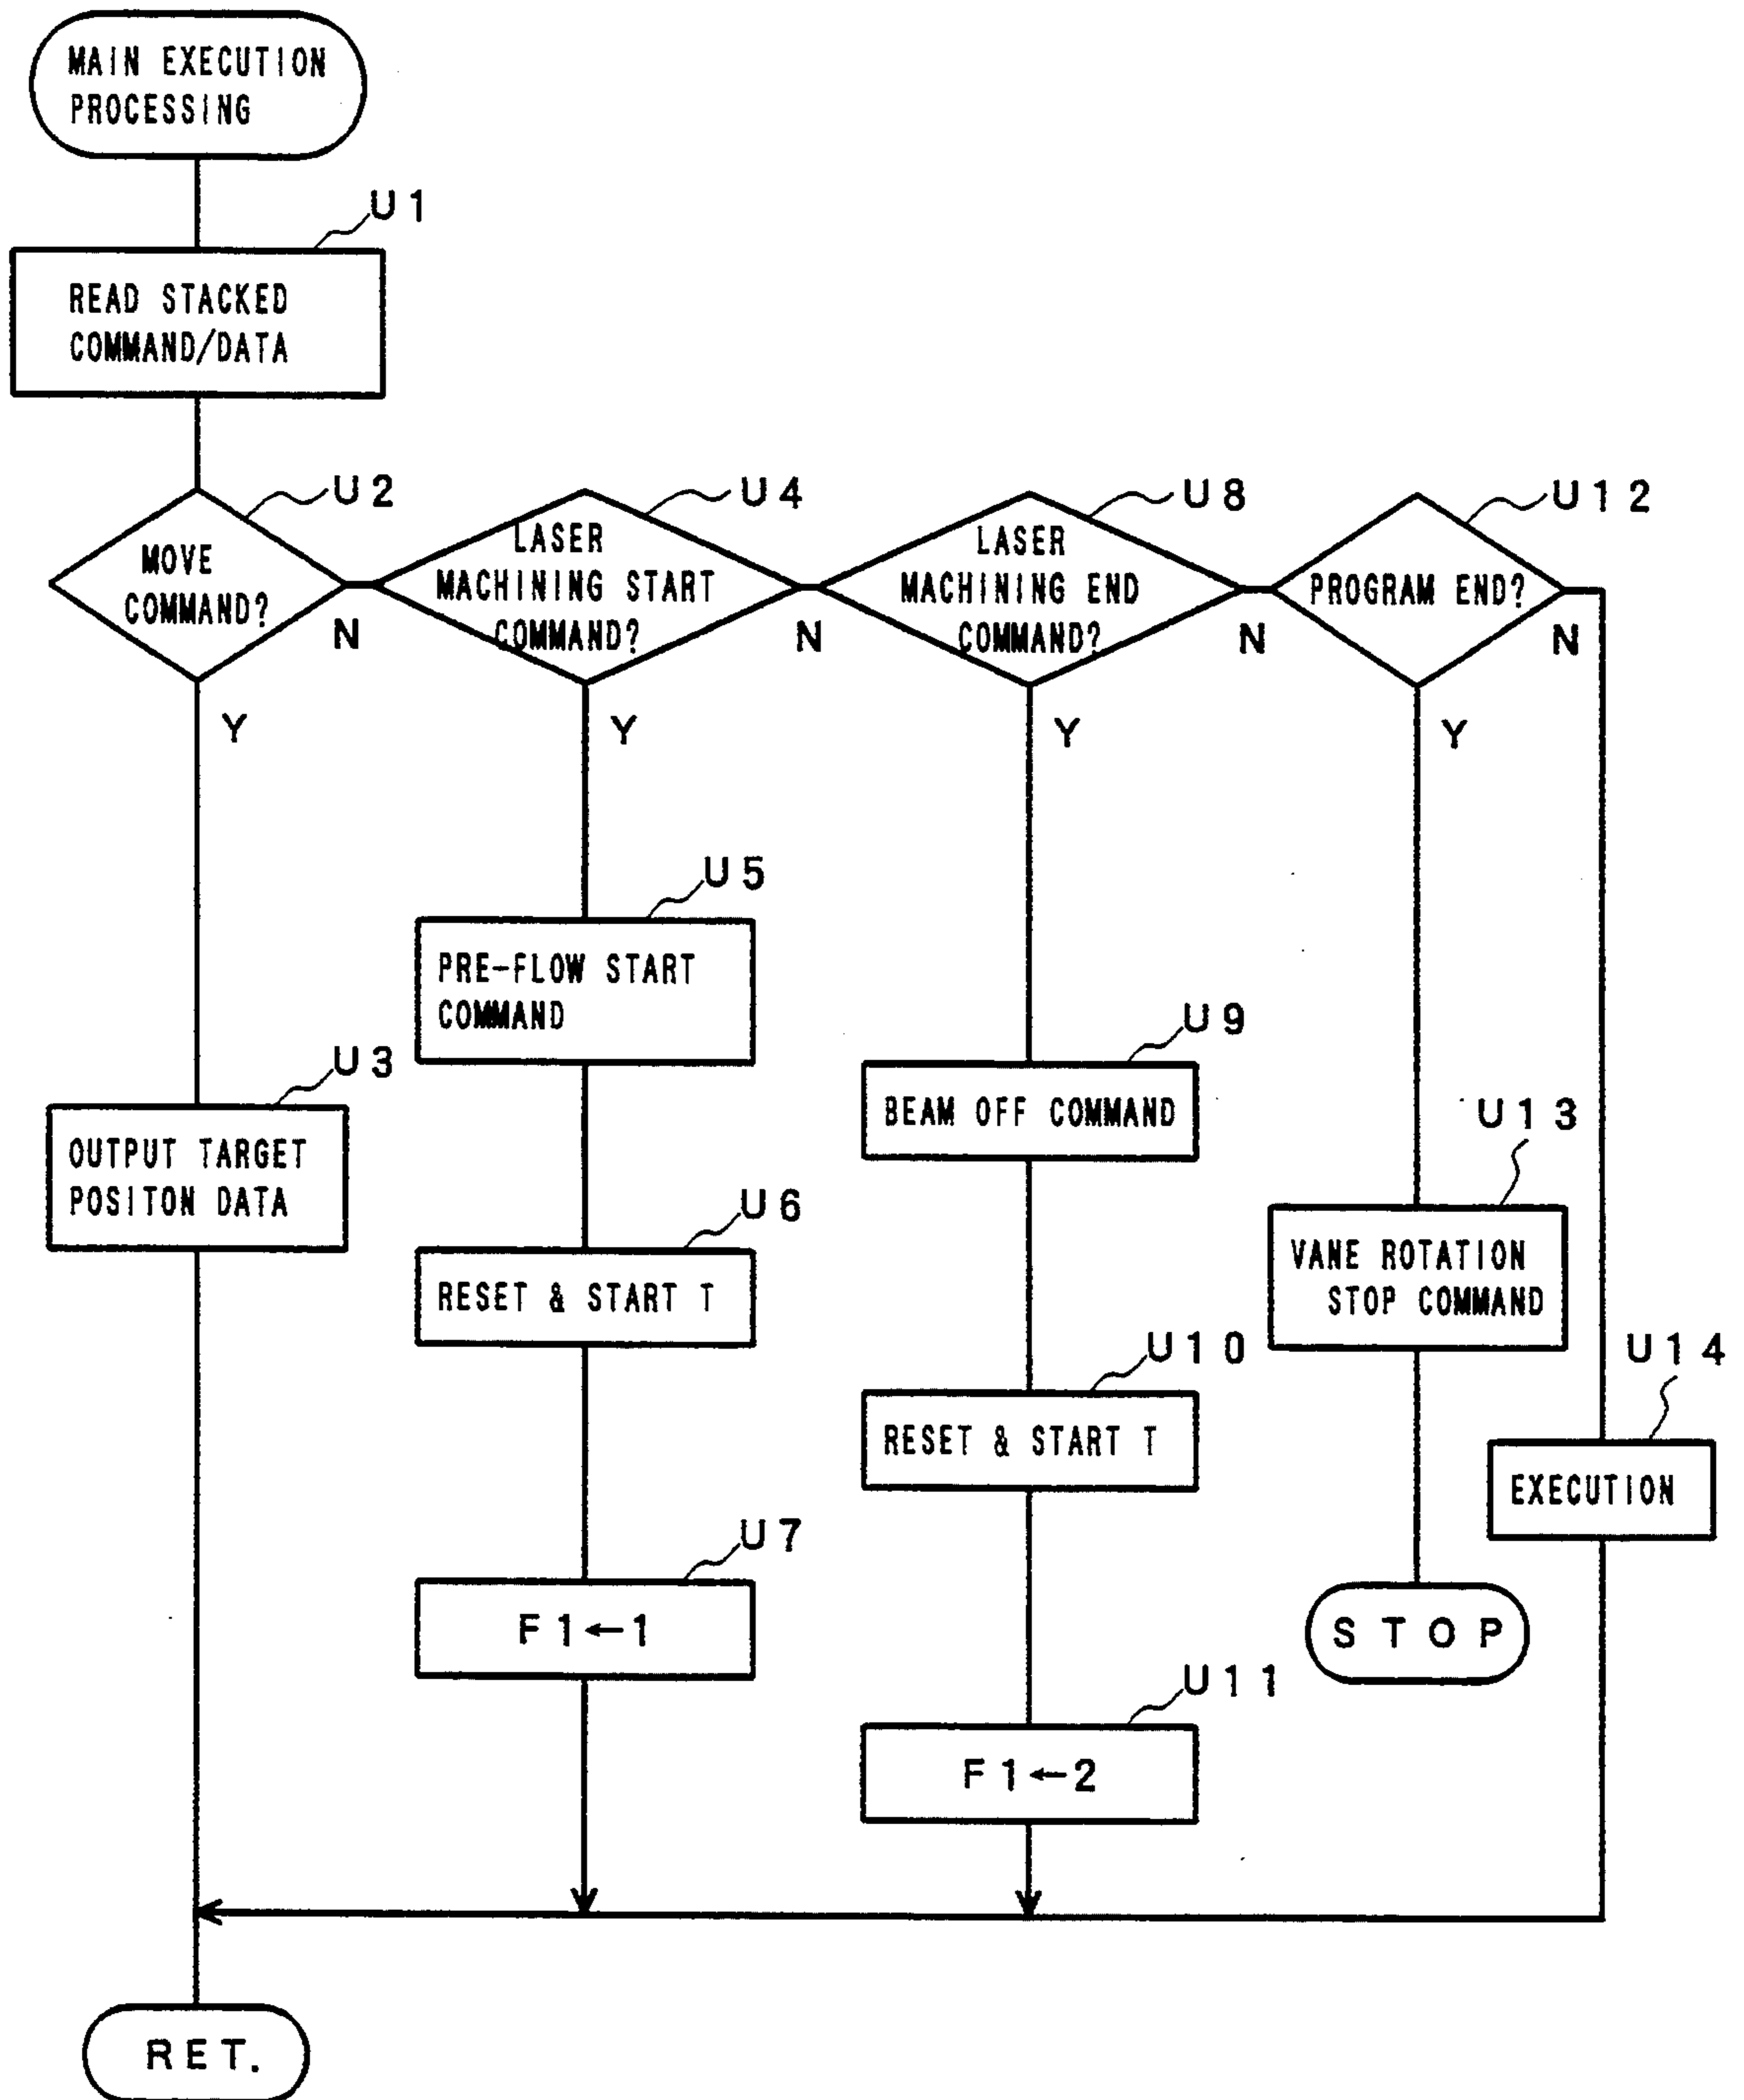 MAIN EXECUTION
PROCESSING
U1
READ STACKED
COMMAND/DATA
U2
MOVE
COMMAND?
N
Y
U4
LASER
MACHINING START
COMMAND?
N
Y
U8
LASER
MACHINING END
COMMAND?
N
Y
U12
PROGRAM END?
N
Y
U3
OUTPUT TARGET
POSITON DATA
U5
PRE-FLOW START
COMMAND
U6
RESET & START T
U7
F1←1
U9
BEAM OFF COMMAND
U10
RESET & START T
U11
F1←2
U13
VANE ROTATION
STOP COMMAND
STOP
U14
EXECUTION
RET.